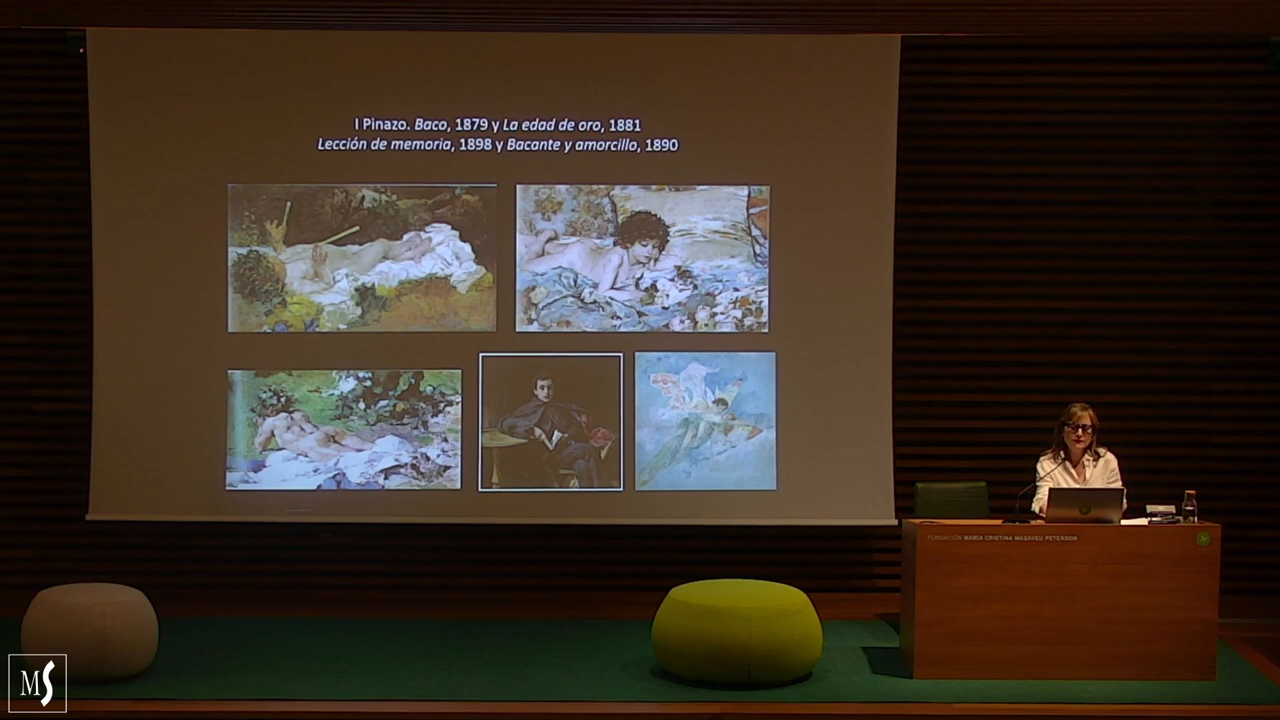 I Pinazo. Baco, 1879 y La edad de oro, 1881
Lección de memoria, 1898 y Bacante y amorcillo, 1890
FUNDACIÓN MARÍA CRISTINA MASAVEU PETERSON
MS